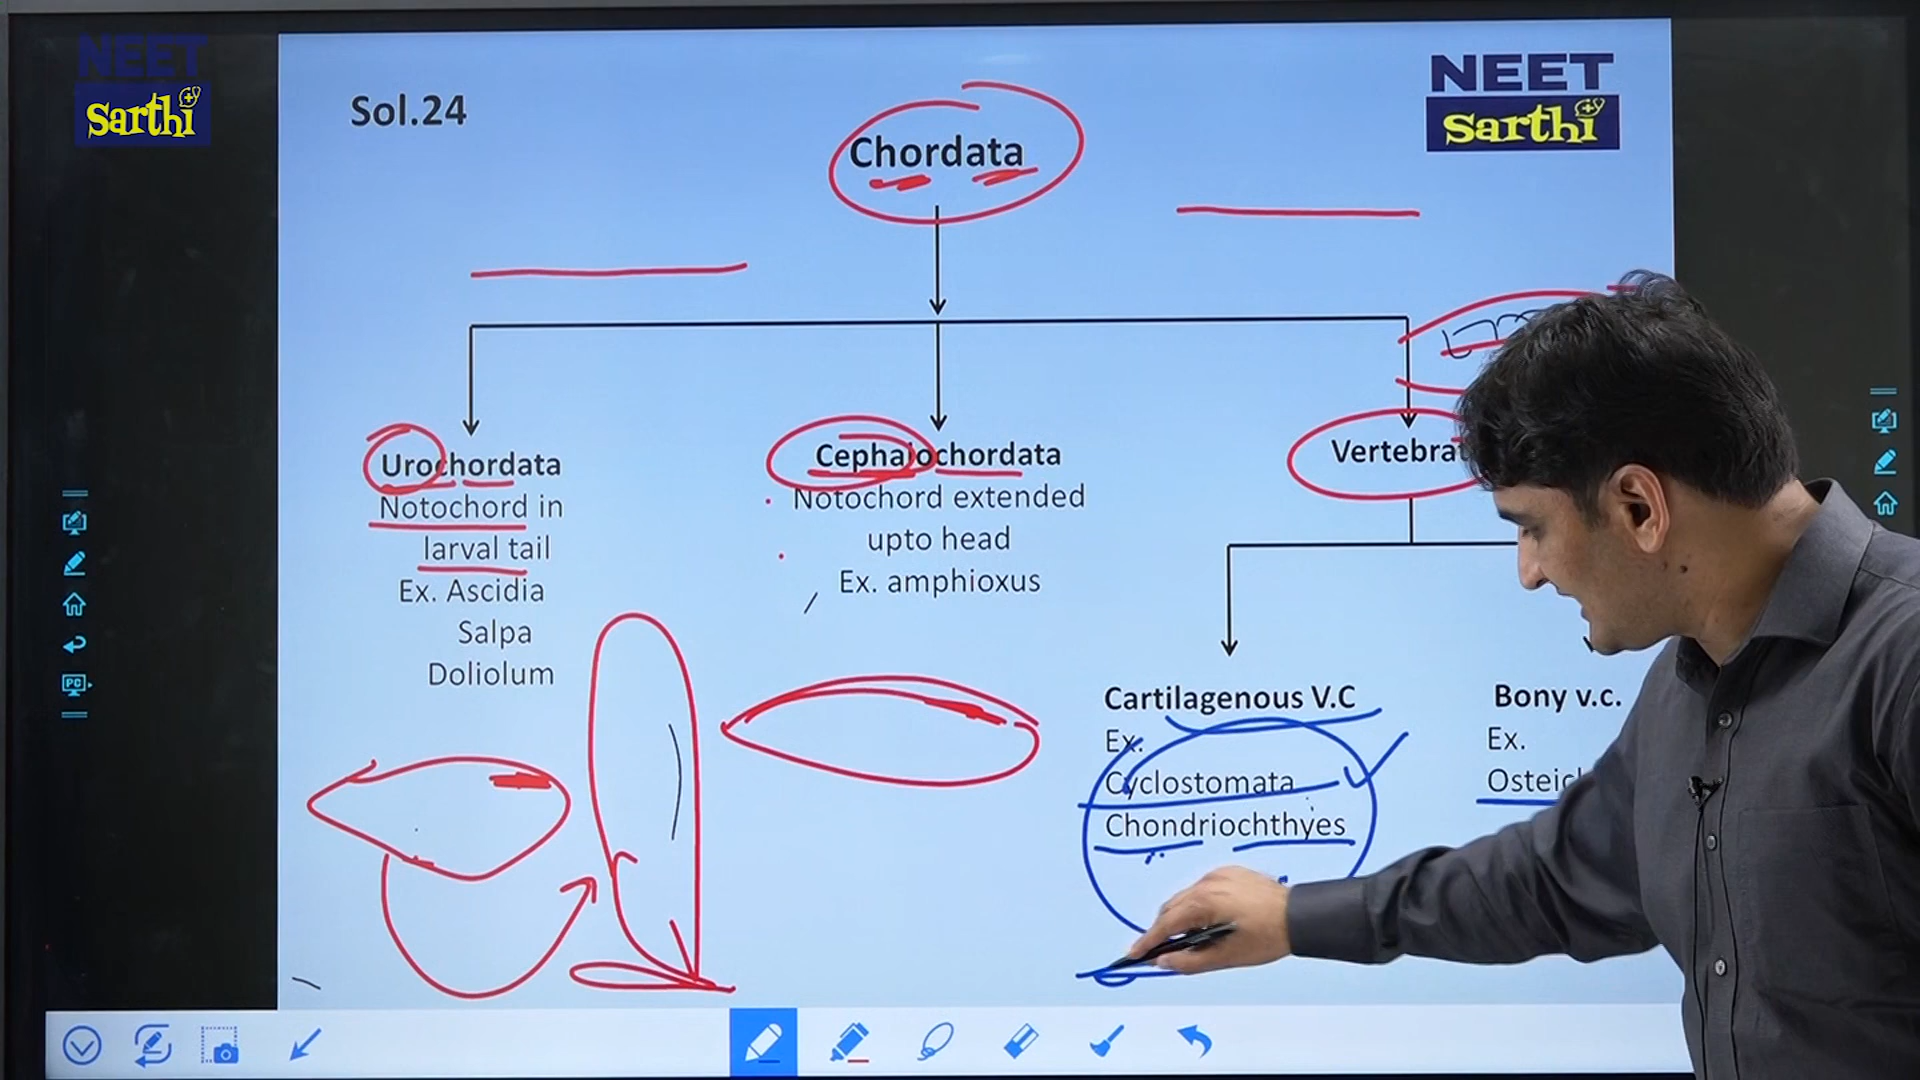 NEET
Sarthi
Sol.24
NEET
Sarthi
Chordata
Urochordata
Notochord in
larval tail
Ex. Ascidia
Salpa
Doliolum
Cephalochordata
Notochord extended
upto head
Ex. amphioxus
Cartilagenous V.C
Ex.
Cyclostomata
Chondriochthyes
Bony v.c.
Ex.
PC